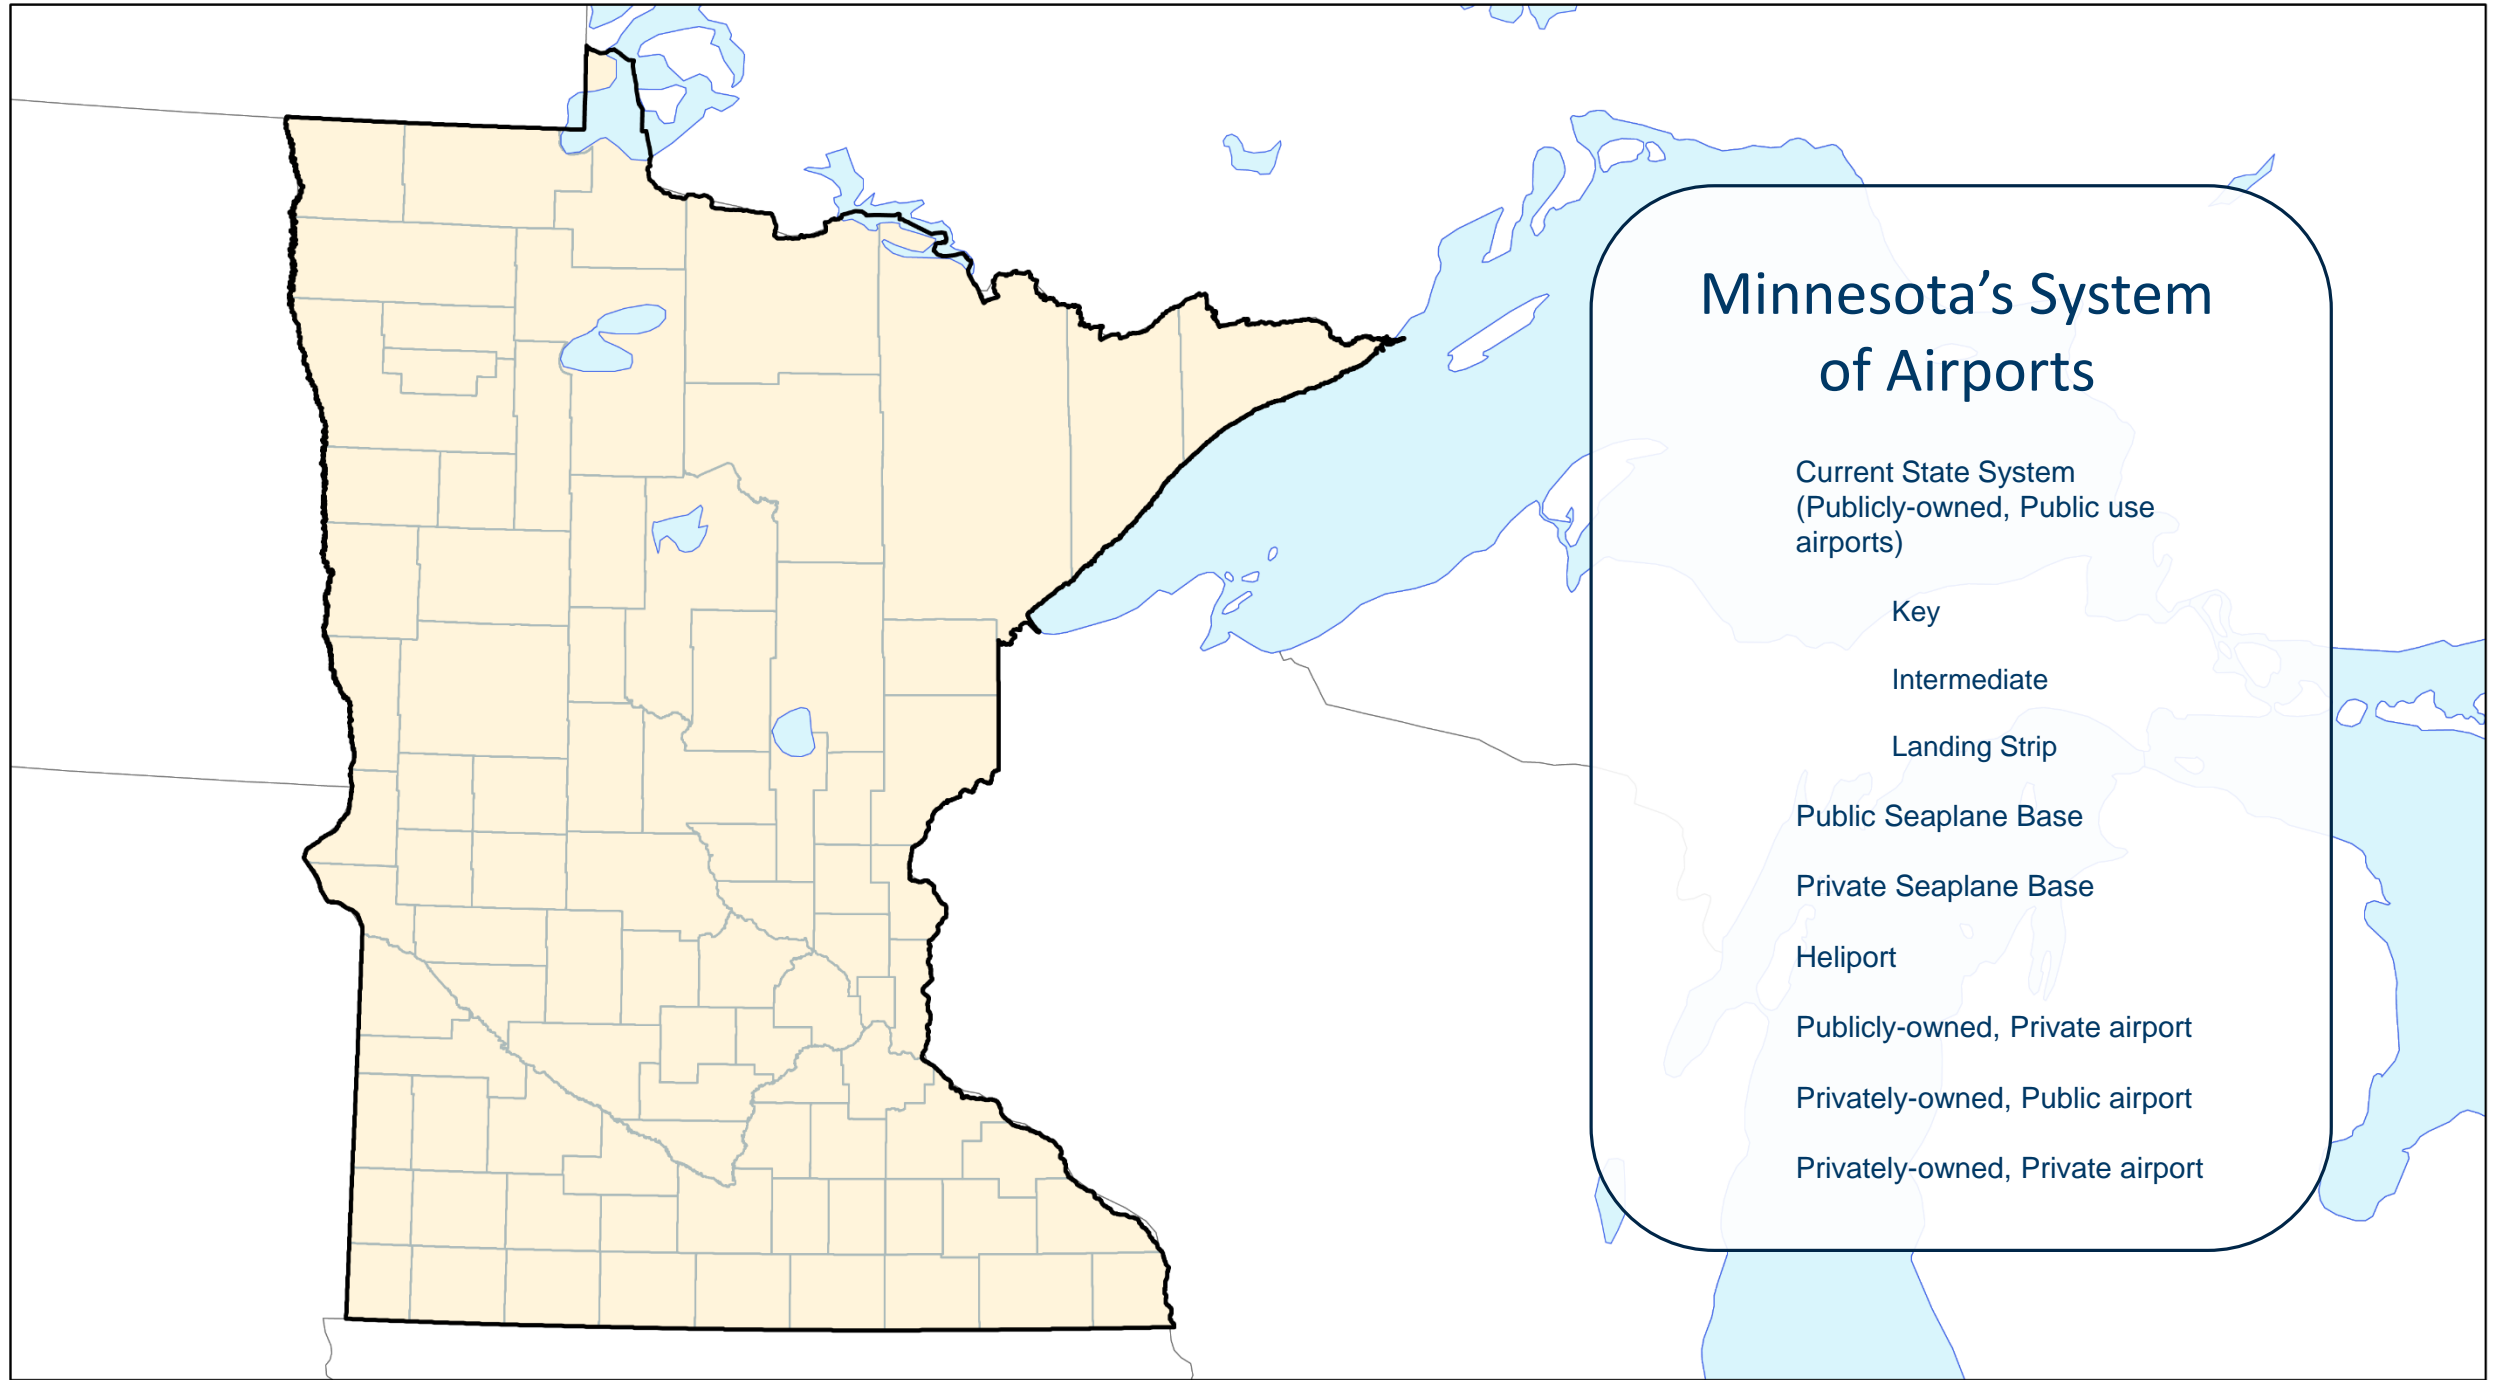 Minnesota’s System
of Airports
Current State System
(Publicly-owned, Public use
airports)
Key
Intermediate
Landing Strip
Public Seaplane Base
Private Seaplane Base
Heliport
Publicly-owned, Private airport
Privately-owned, Public airport
Privately-owned, Private airport